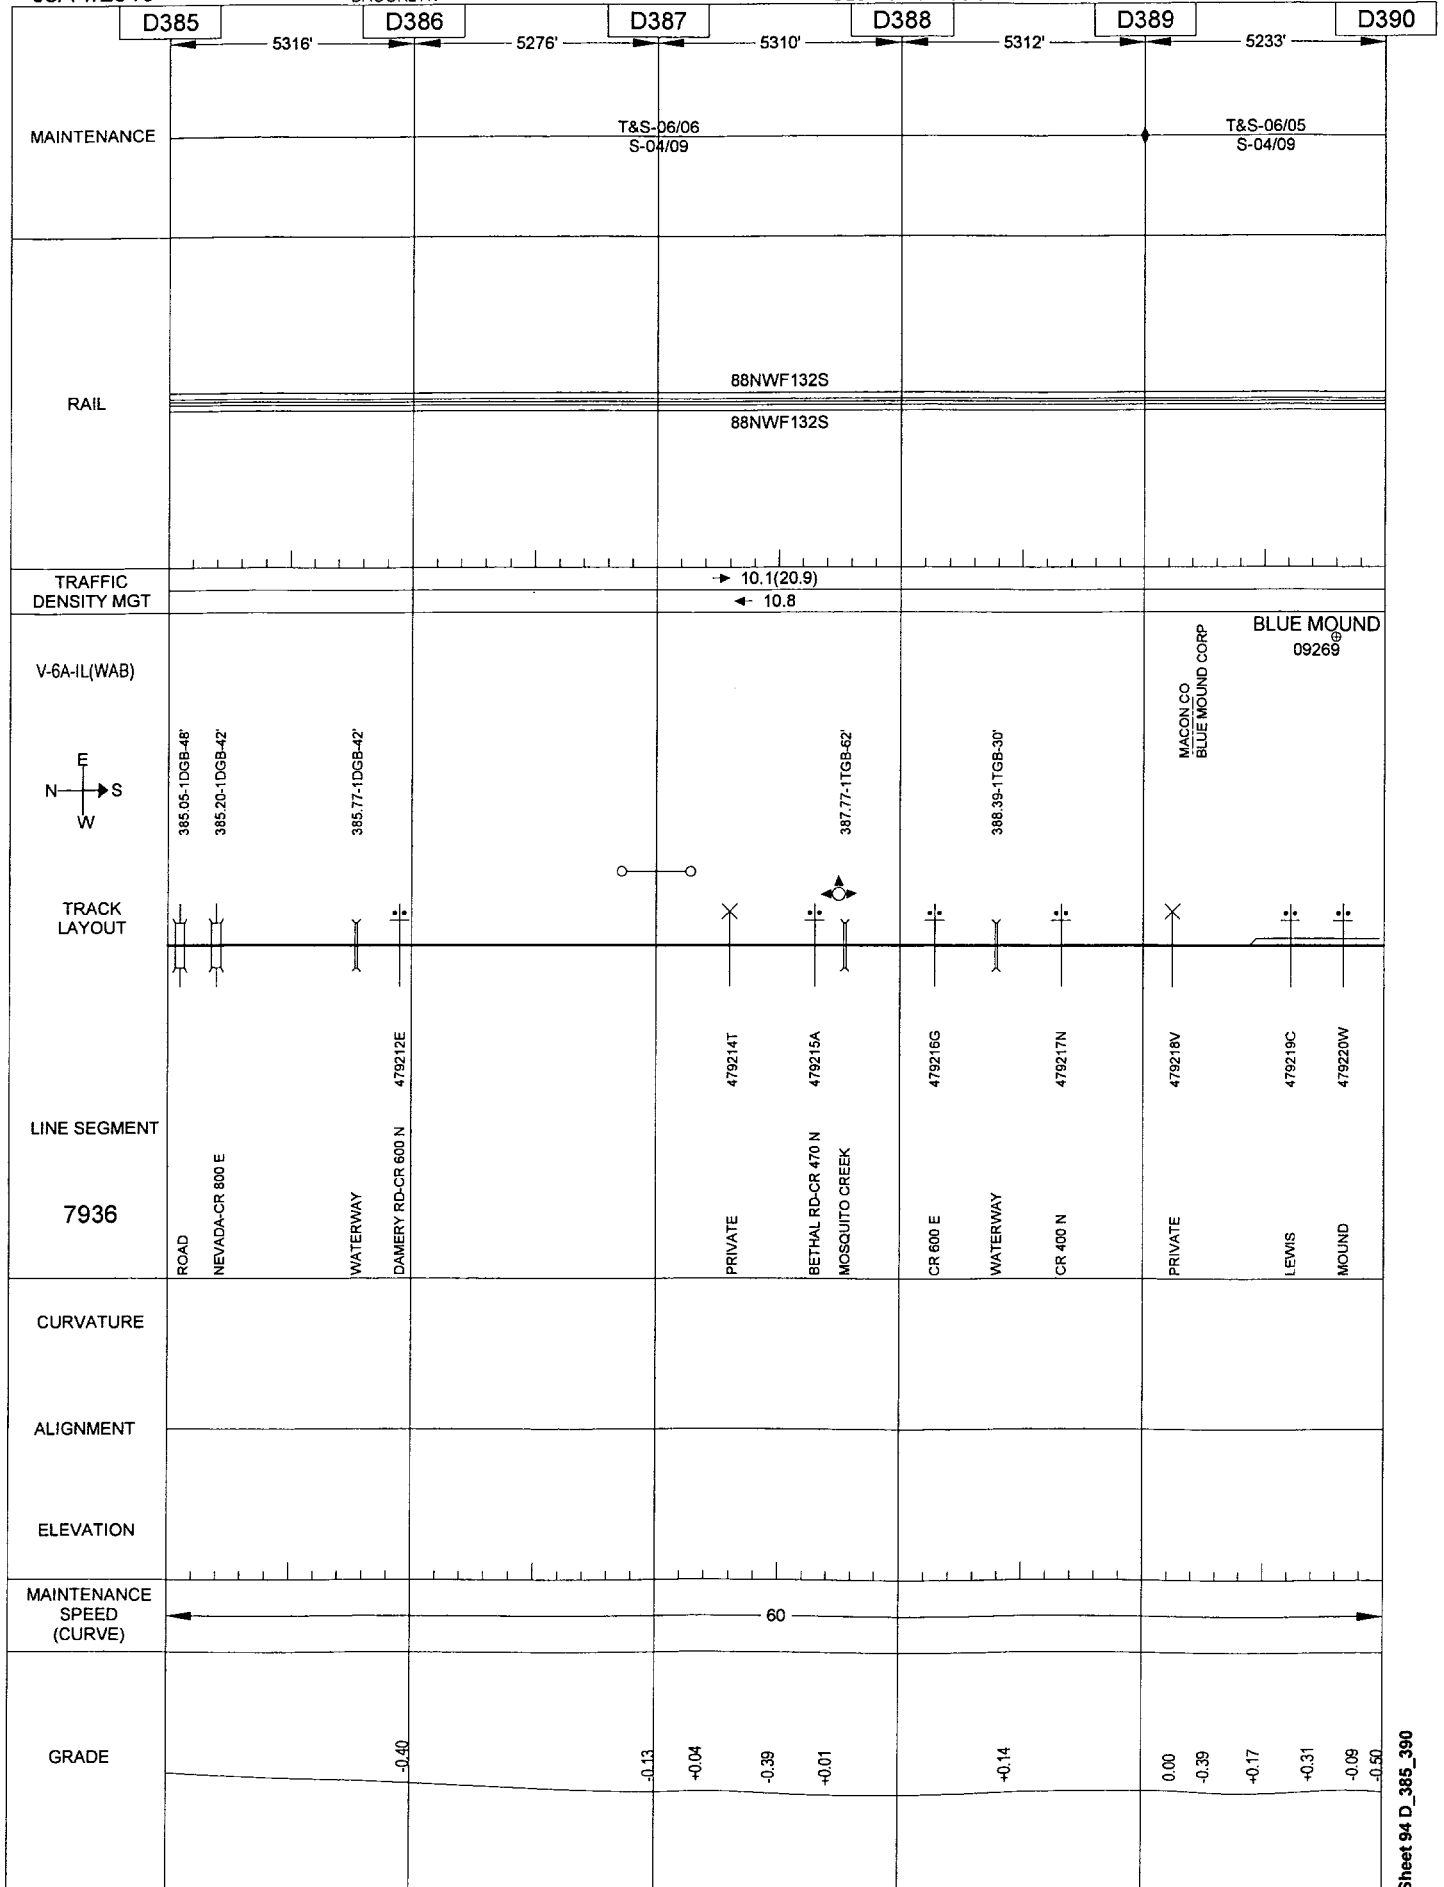 D385
D386
D387
D388
D389
D390
5316'
5276'
5310'
5312'
5233'
MAINTENANCE
T&S-06/06
S-04/09
T&S-06/05
S-04/09
RAIL
88NWF132S
88NWF132S
TRAFFIC
DENSITY MGT
10.1(20.9)
10.8
V-6A-IL(WAB)
BLUE MOUND
09269
MACON CO
BLUE MOUND CORP
E
N S
W
385.05-1DGB-48'
385.20-1DGB-42'
385.77-1DGB-42'
387.77-1TGB-62'
388.39-1TGB-30'
TRACK
LAYOUT
479212E
479214T
479215A
479216G
479217N
479218V
479219C
479220W
LINE SEGMENT
7936
ROAD
NEVADA-CR 800 E
WATERWAY
DAMERY RD-CR 600 N
PRIVATE
BETHAL RD-CR 470 N
MOSQUITO CREEK
CR 600 E
WATERWAY
CR 400 N
PRIVATE
LEWIS
MOUND
CURVATURE
ALIGNMENT
ELEVATION
MAINTENANCE
SPEED
(CURVE)
60
GRADE
-0.40
-0.13
+0.04
-0.39
+0.01
+0.14
0.00
-0.39
+0.17
+0.31
-0.09
-0.50
Sheet 94 D_385_390